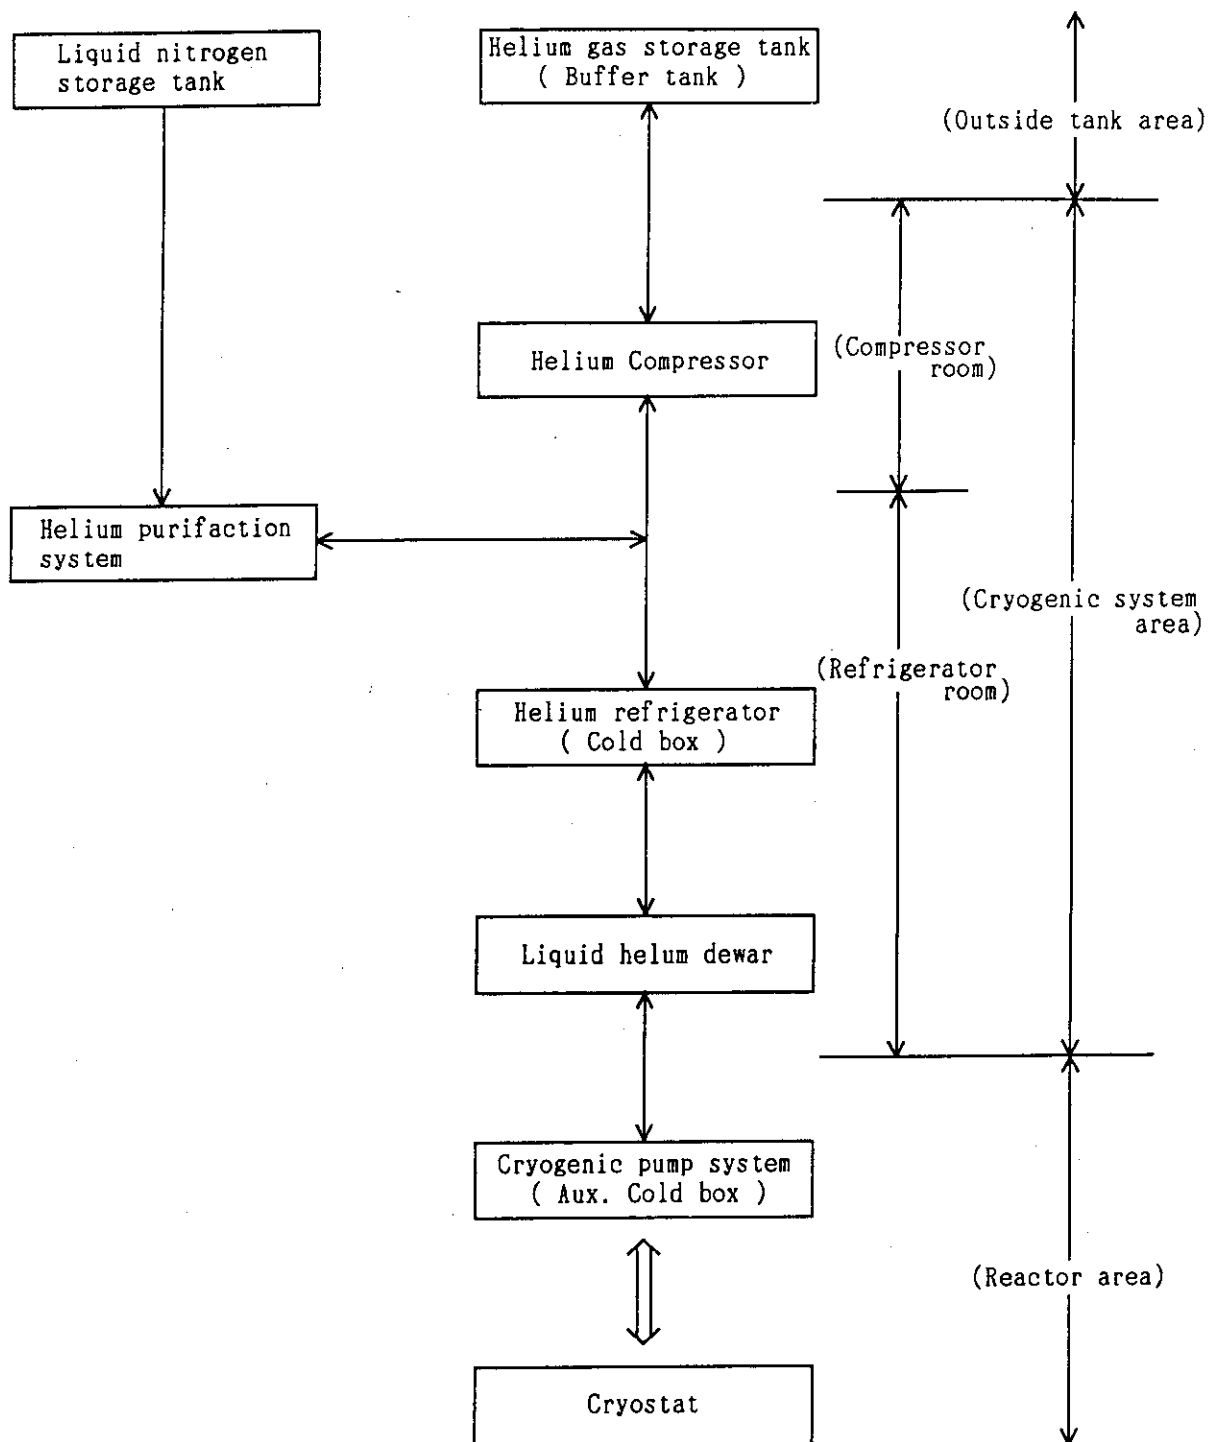 Liquid nitrogen
storage tank
Helium gas storage tank
( Buffer tank )
(Outside tank area)
Helium Compressor
(Compressor
room)
Helium purifaction
system
(Cryogenic system
area)
(Refrigerator
room)
Helium refrigerator
( Cold box )
Liquid helum dewar
Cryogenic pump system
( Aux. Cold box )
(Reactor area)
Cryostat